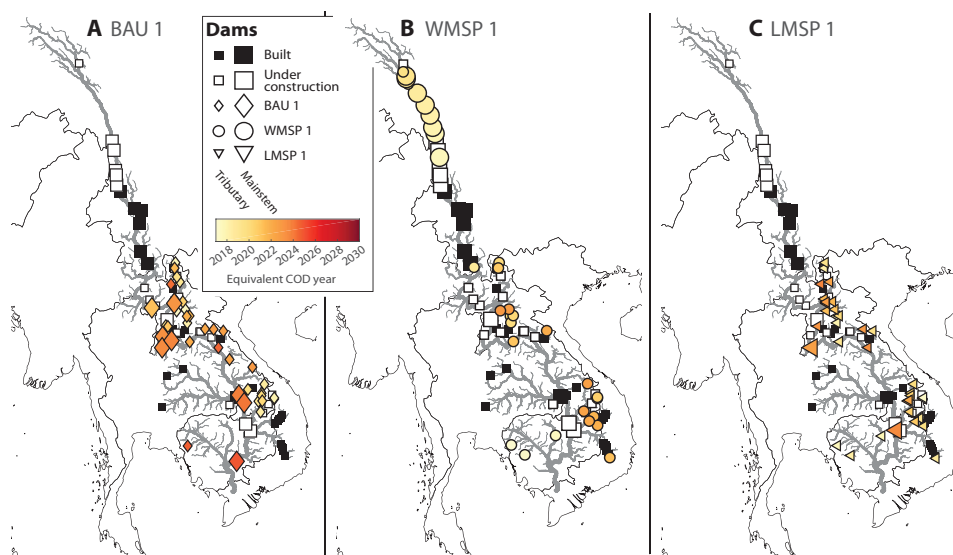 A BAU 1
B WMSP 1
C LMSP 1
Dams
Built
Under
construction
BAU 1
WMSP 1
LMSP 1
Tributary
Mainstem
2018 2020 2022 2024 2026 2028 2030
Equivalent COD year